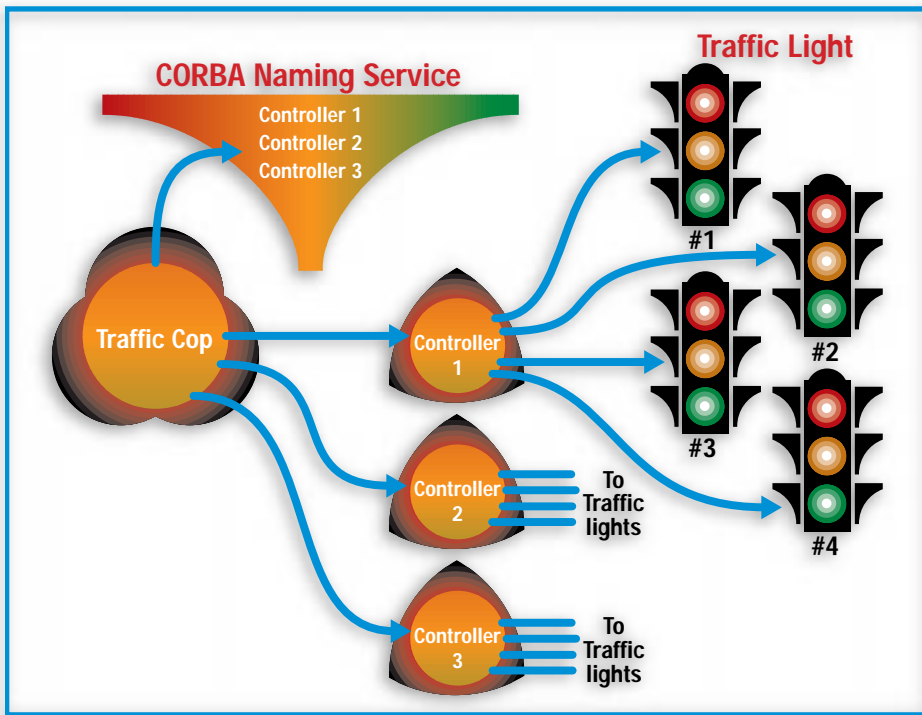 CORBA Naming Service
Controller 1
Controller 2
Controller 3
Traffic Light
#1
#2
#3
#4
Traffic Cop
Controller
1
Controller
2
To
Traffic
lights
Controller
3
To
Traffic
lights